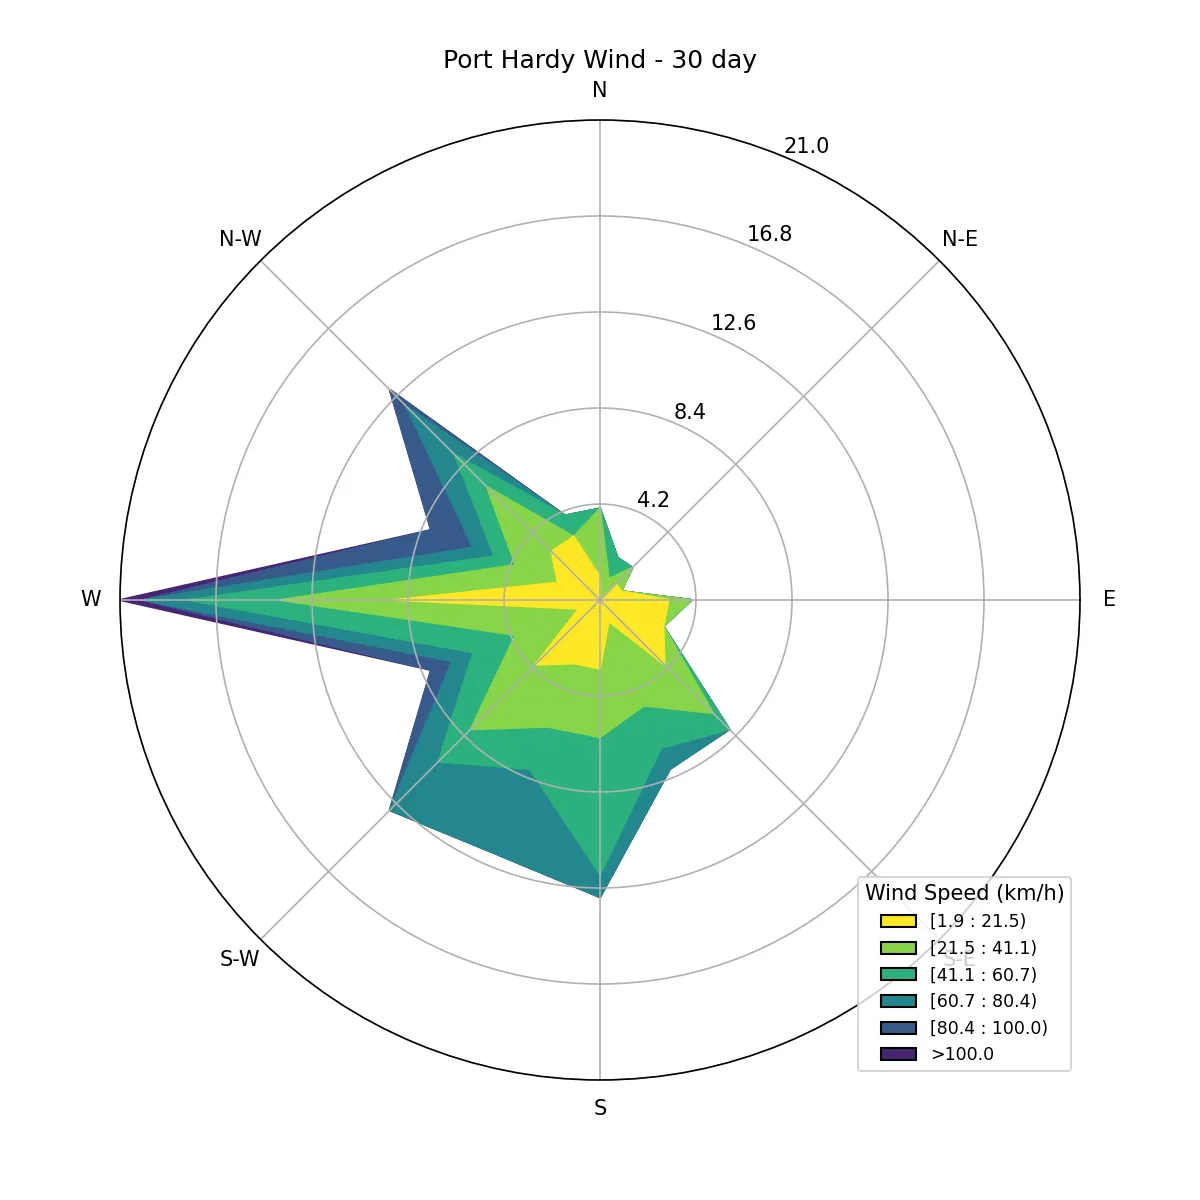 Port Hardy Wind - 30 day
N
21.0
16.8
N-W
N-E
12.6
8.4
4.2
W
E
Wind Speed (km/h)
[1.9 : 21.5)
[21.5 : 41.1)
S-W
S-E
[41.1 : 60.7)
[60.7 : 80.4)
[80.4 : 100.0)
>100.0
S